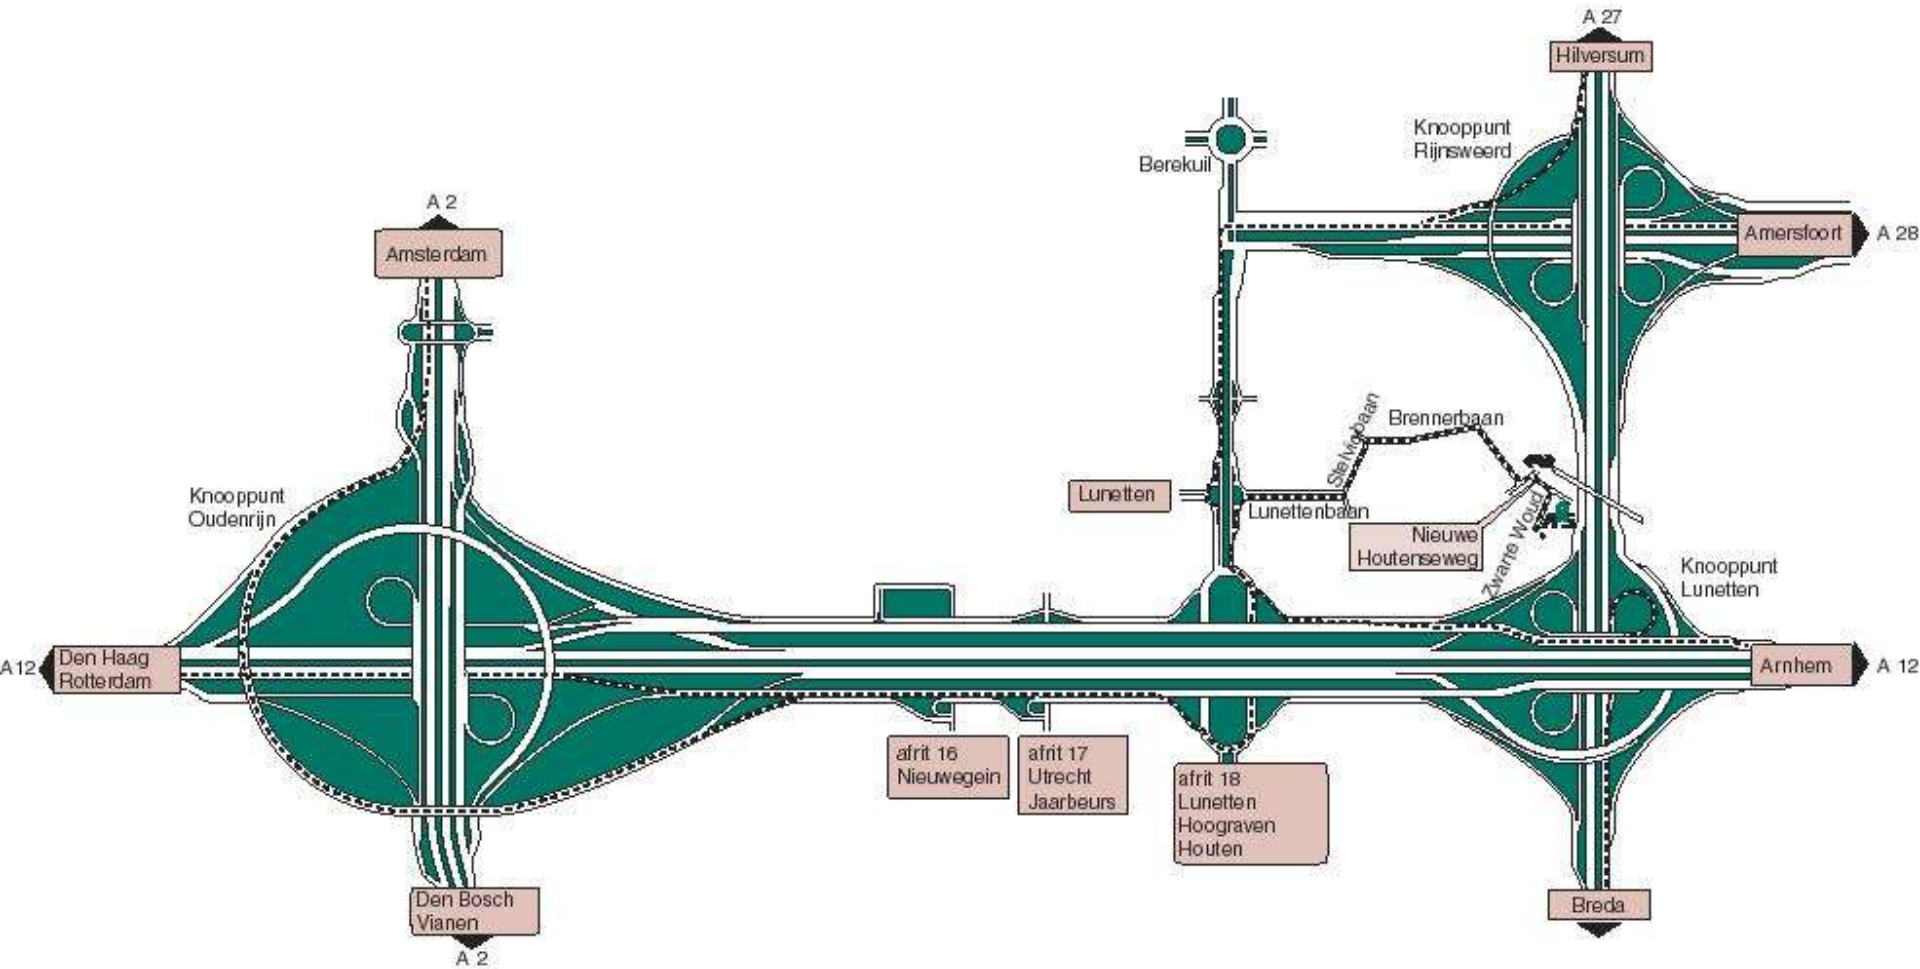 A 27
Hilversum
Knooppunt
Rijnsweerd
Berekuil
A 2
Amsterdam
Amersfoort
A 28
Stelviobaan
Brennerbaan
Knooppunt
Oudenrijn
Lunetten
Lunettenbaan
Nieuwe
Houtenseweg
Zwarte Woud
Knooppunt
Lunetten
A 12
Den Haag
Rotterdam
Arnhem
A 12
afrit 16
Nieuwegein
afrit 17
Utrecht
Jaarbeurs
afrit 18
Lunetten
Hoograven
Houten
Den Bosch
Vianen
A 2
Breda